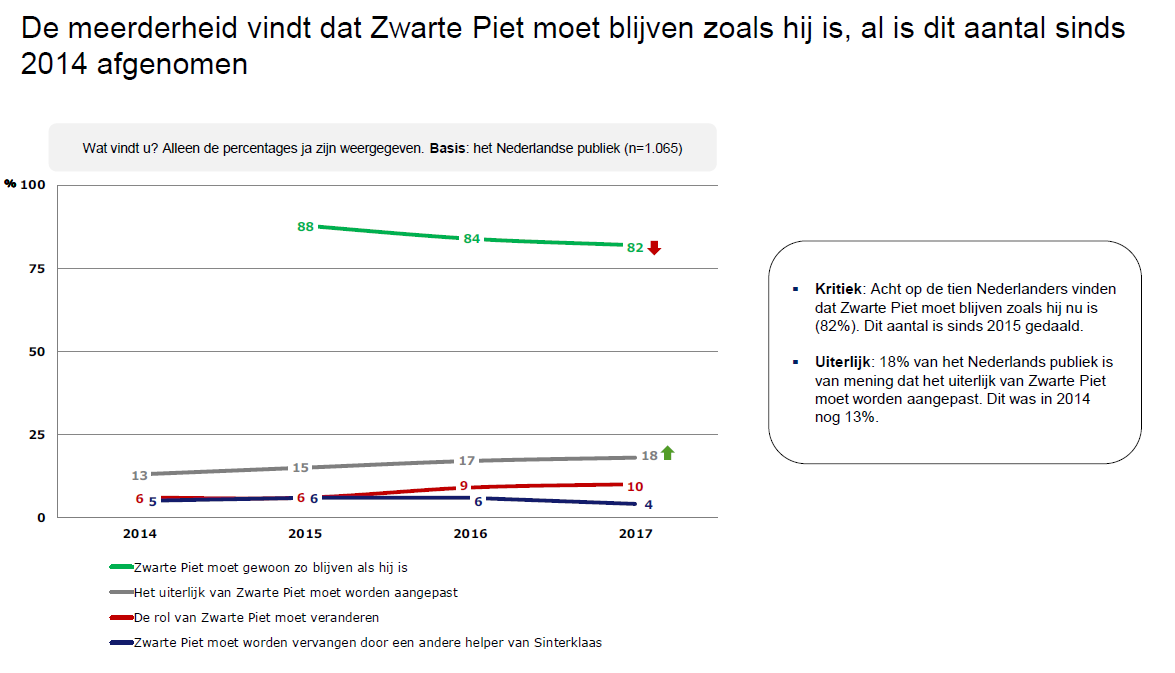 De meerderheid vindt dat Zwarte Piet moet blijven zoals hij is, al is dit aantal sinds
2014 afgenomen
Wat vindt u? Alleen de percentages ja zijn weergegeven. Basis: het Nederlandse publiek (n=1.065)
% 100
88
84
82
75
50
25
13
15
17
18
6
5
6
6
9
6
10
4
0
2014
2015
2016
2017
Zwarte Piet moet gewoon zo blijven als hij is
Het uiterlijk van Zwarte Piet moet worden aangepast
De rol van Zwarte Piet moet veranderen
Zwarte Piet moet worden vervangen door een andere helper van Sinterklaas
▪ Kritiek: Acht op de tien Nederlanders vinden
dat Zwarte Piet moet blijven zoals hij nu is
(82%). Dit aantal is sinds 2015 gedaald.
▪ Uiterlijk: 18% van het Nederlands publiek is
van mening dat het uiterlijk van Zwarte Piet
moet worden aangepast. Dit was in 2014
nog 13%.